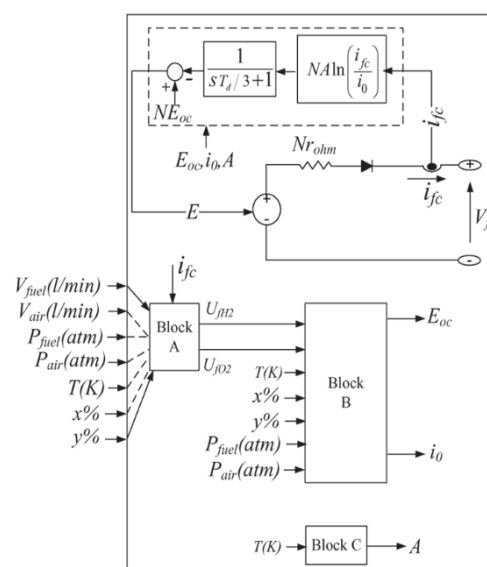 1
sT_d/3+1
NA ln(i_fc/i_0)
+
-
NE_oc
E_oc, i_0, A
i_fc
Nr_ohm
+
i_fc
E
+
-
V_f
-
i_fc
V_fuel(l/min)
V_air(l/min)
P_fuel(atm)
P_air(atm)
T(K)
x%
y%
Block
A
U_fH2
U_fO2
T(K)
x%
y%
P_fuel(atm)
P_air(atm)
Block
B
E_oc
i_0
T(K)
Block C
A